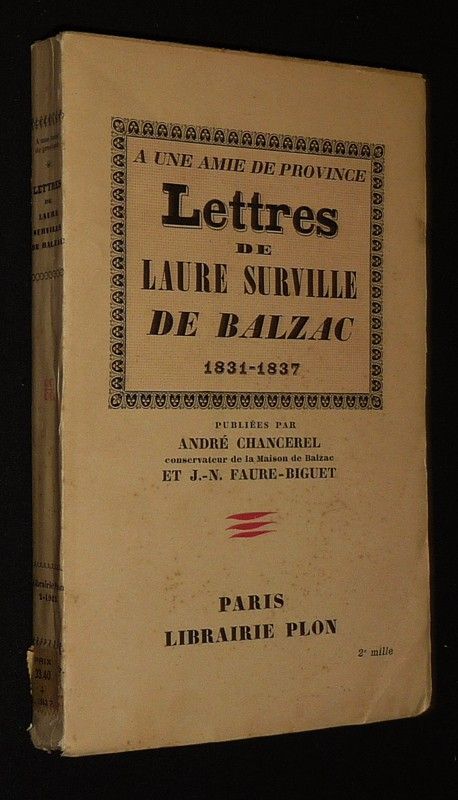 A UNE AMIE DE PROVINCE
Lettres
DE
LAURE SURVILLE
DE BALZAC
1831-1837
PUBLIÉES PAR
ANDRÉ CHANCEREL
conservateur de la Maison de Balzac
ET J.-N. FAURE-BIGUET
PARIS
LIBRAIRIE PLON
2e mille
LETTRES
DE
LAURE
SURVILLE
DE BALZAC
PRIX